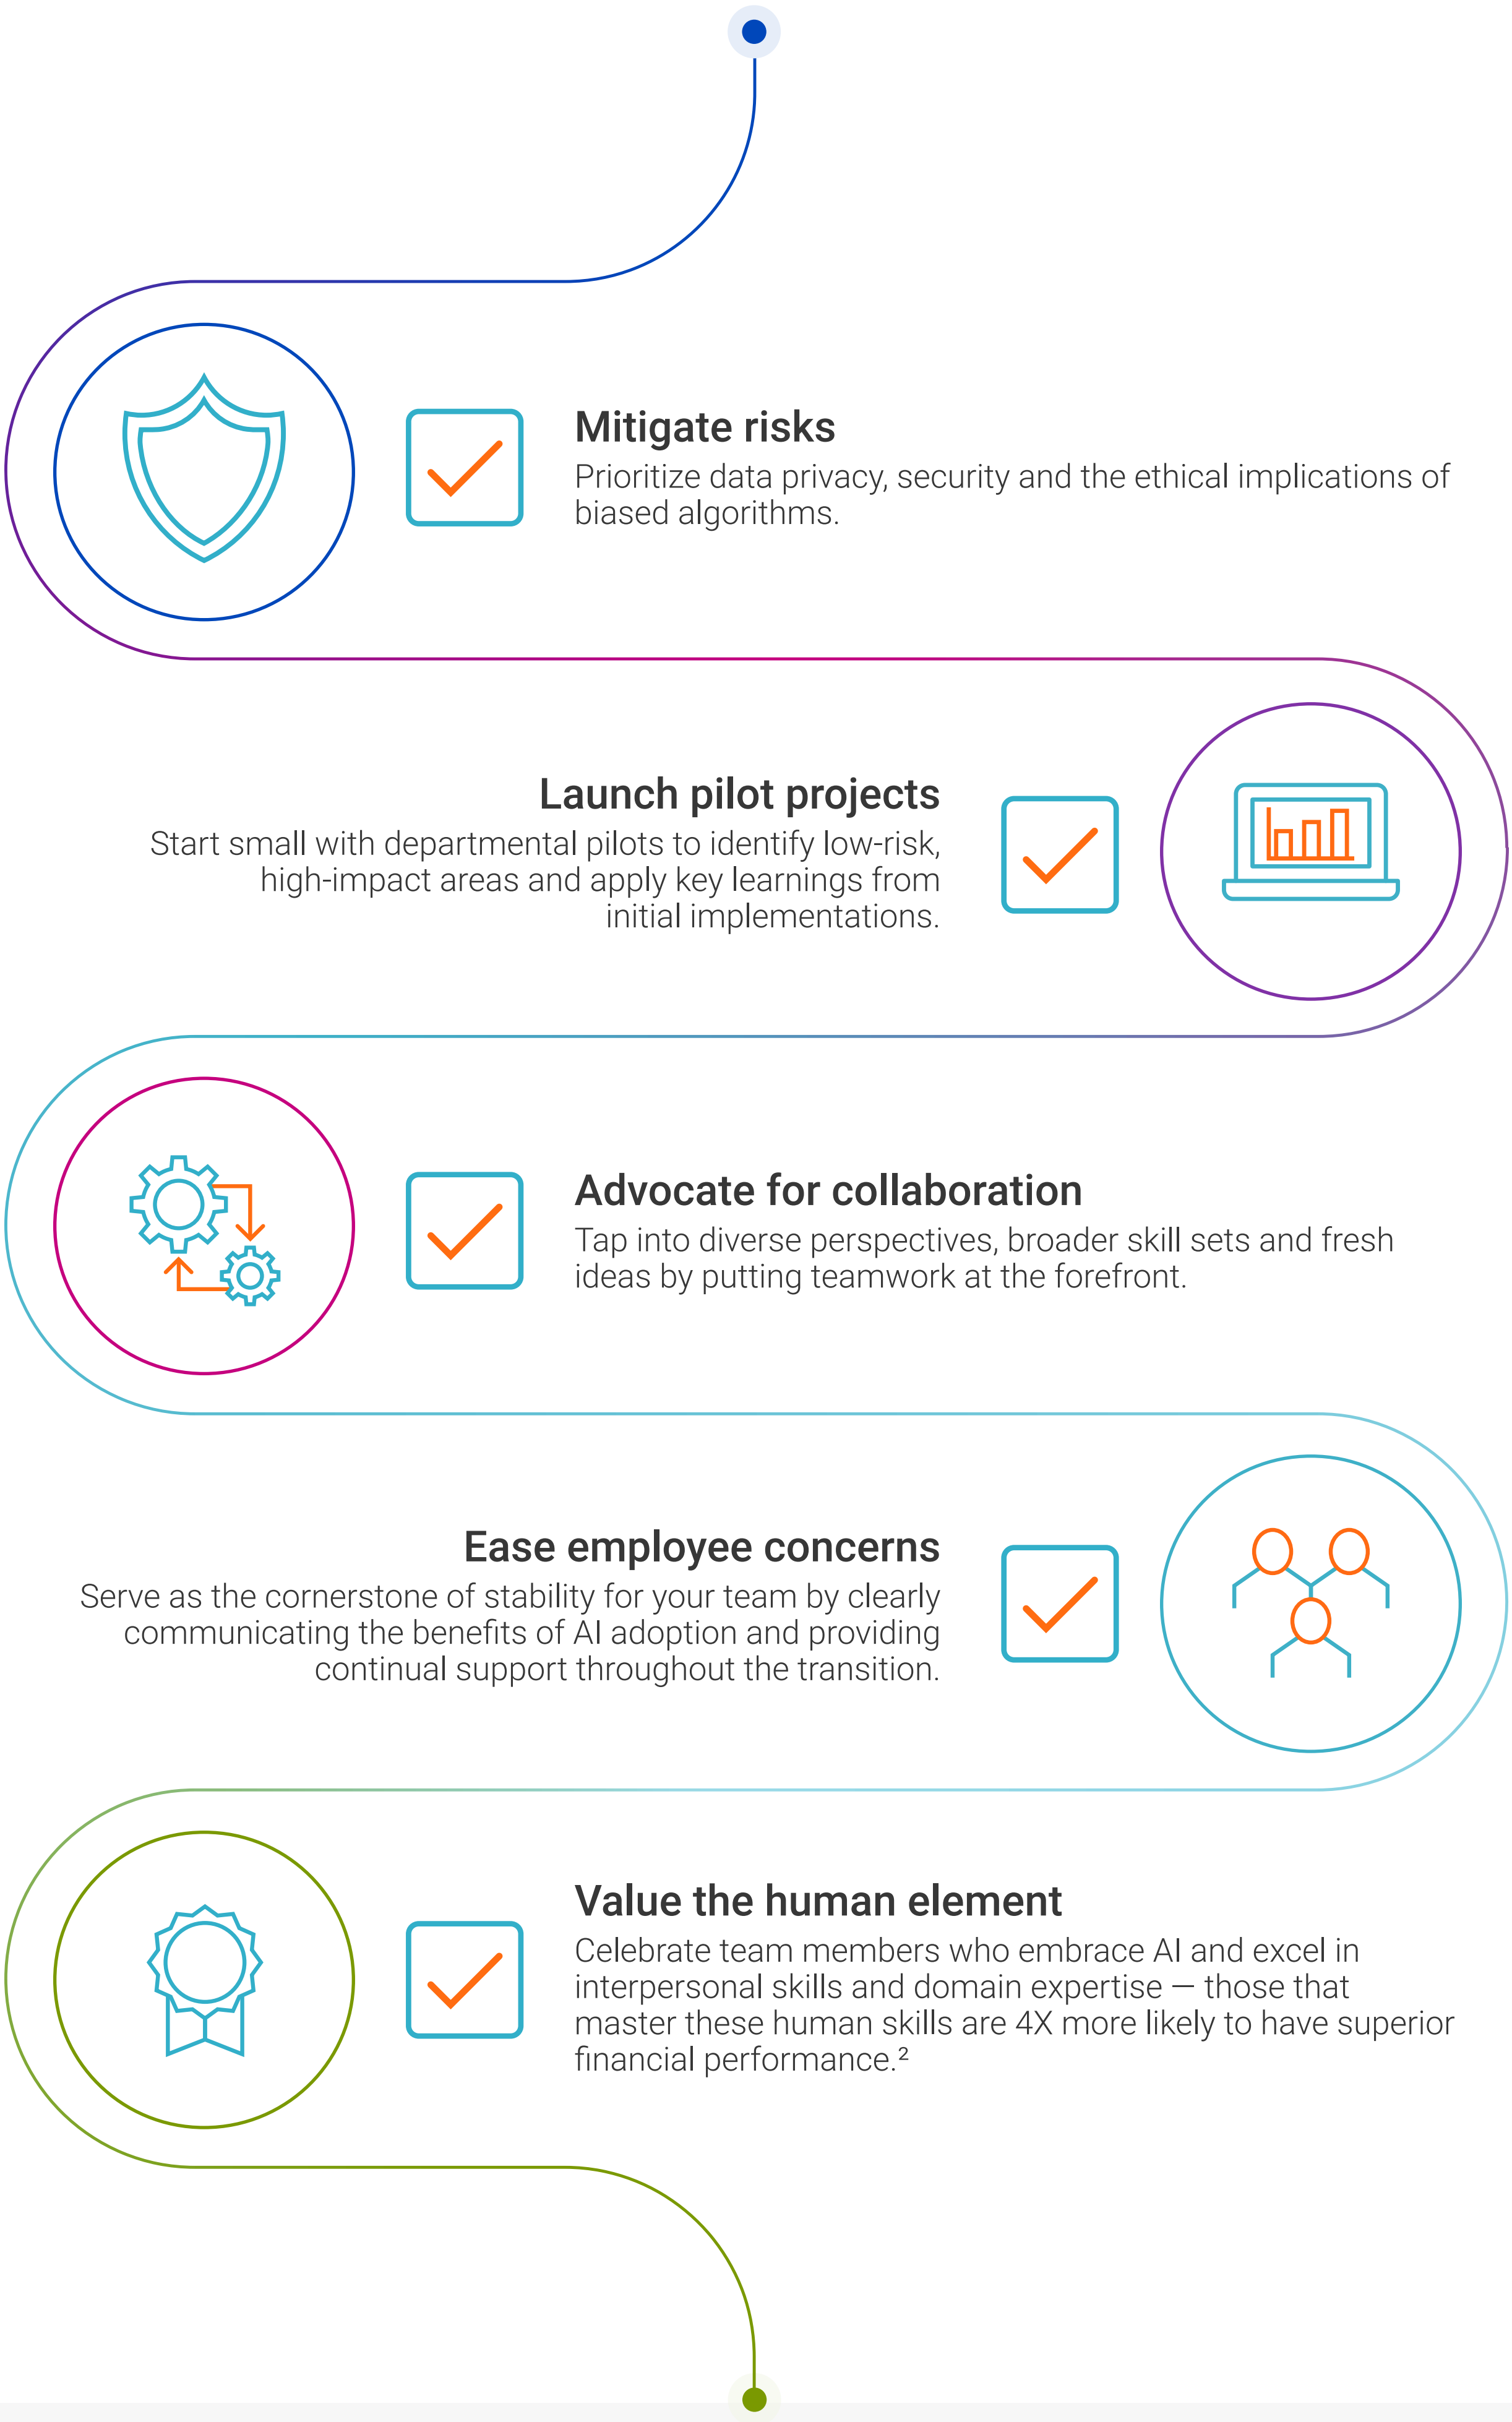 Mitigate risks
Prioritize data privacy, security and the ethical implications of
biased algorithms.
Launch pilot projects
Start small with departmental pilots to identify low-risk,
high-impact areas and apply key learnings from
initial implementations.
Advocate for collaboration
Tap into diverse perspectives, broader skill sets and fresh
ideas by putting teamwork at the forefront.
Ease employee concerns
Serve as the cornerstone of stability for your team by clearly
communicating the benefits of AI adoption and providing
continual support throughout the transition.
Value the human element
Celebrate team members who embrace AI and excel in
interpersonal skills and domain expertise — those that
master these human skills are 4X more likely to have superior
financial performance.²